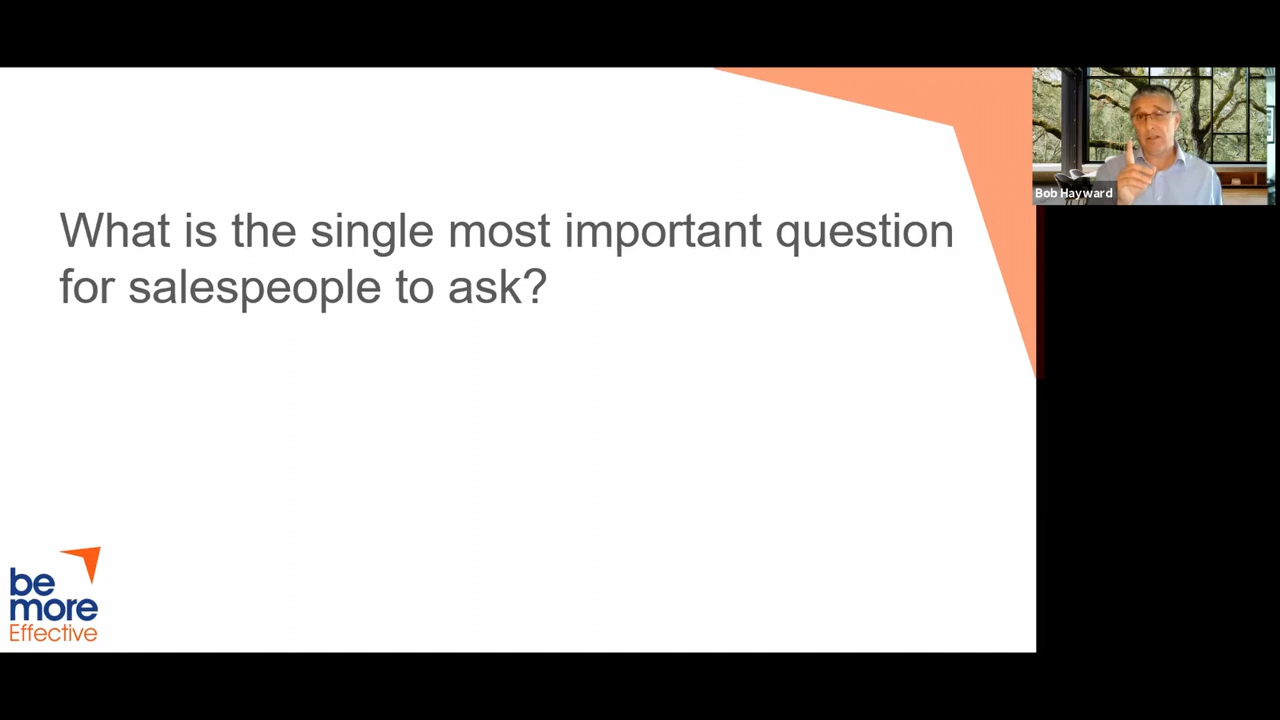 What is the single most important question
for salespeople to ask?
Bob Hayward
be
more
Effective